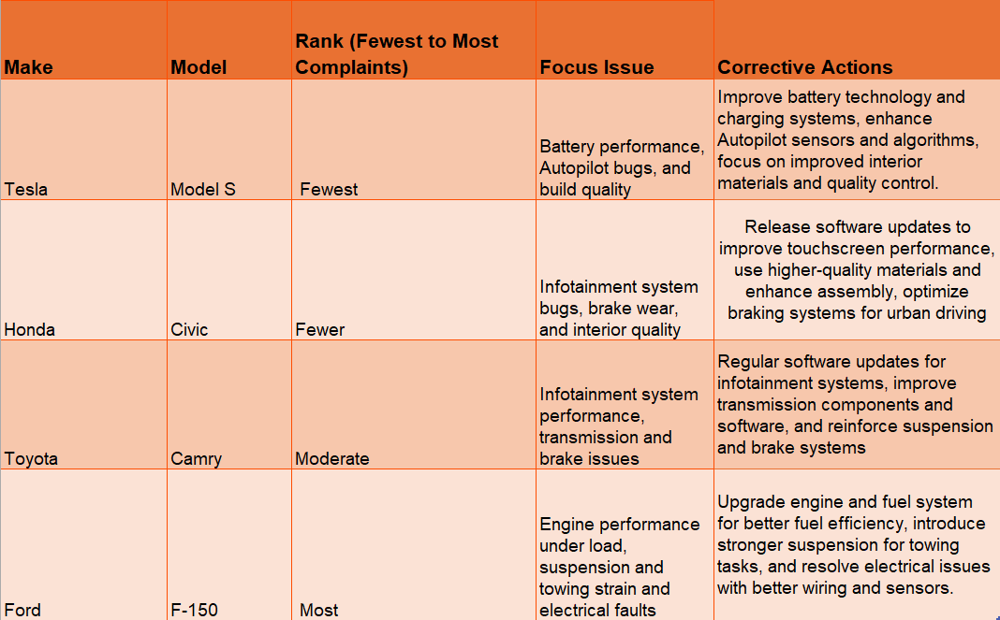 Make
Model
Rank (Fewest to Most
Complaints)
Focus Issue
Corrective Actions
Tesla
Model S
Fewest
Battery performance,
Autopilot bugs, and
build quality
Improve battery technology and
charging systems, enhance
Autopilot sensors and algorithms,
focus on improved interior
materials and quality control.
Honda
Civic
Fewer
Infotainment system
bugs, brake wear,
and interior quality
Release software updates to
improve touchscreen performance,
use higher-quality materials and
enhance assembly, optimize
braking systems for urban driving
Toyota
Camry
Moderate
Infotainment system
performance,
transmission and
brake issues
Regular software updates for
infotainment systems, improve
transmission components and
software, and reinforce suspension
and brake systems
Ford
F-150
Most
Engine performance
under load,
suspension and
towing strain and
electrical faults
Upgrade engine and fuel system
for better fuel efficiency, introduce
stronger suspension for towing
tasks, and resolve electrical issues
with better wiring and sensors.